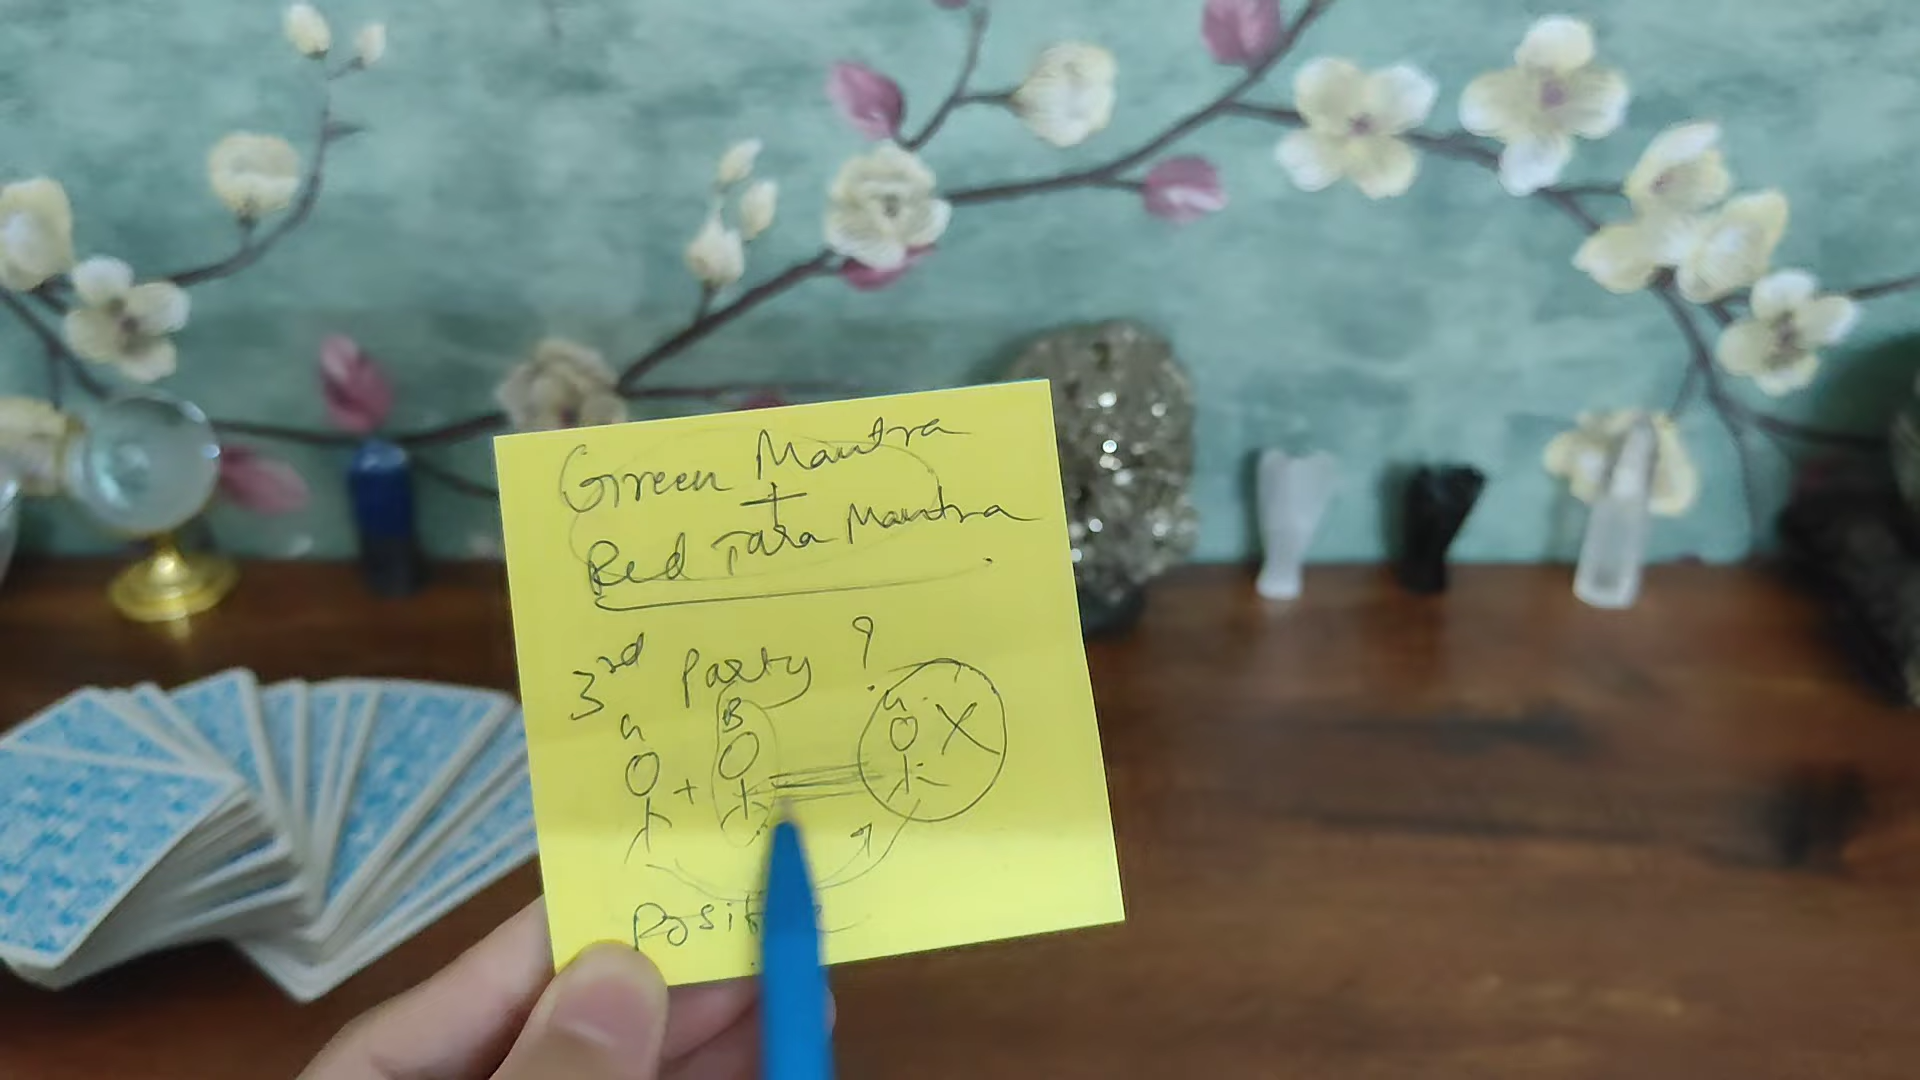 Green Mantra
+
Red Tara Mantra
3rd Party ?
B
+
X